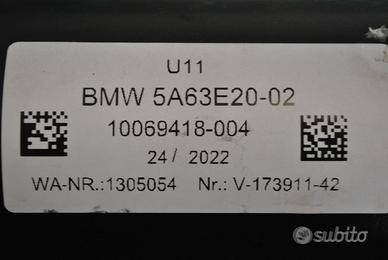 U11
BMW 5A63E20-02
10069418-004
24/ 2022
WA-NR.:1305054 Nr.: V-173911-42
subito